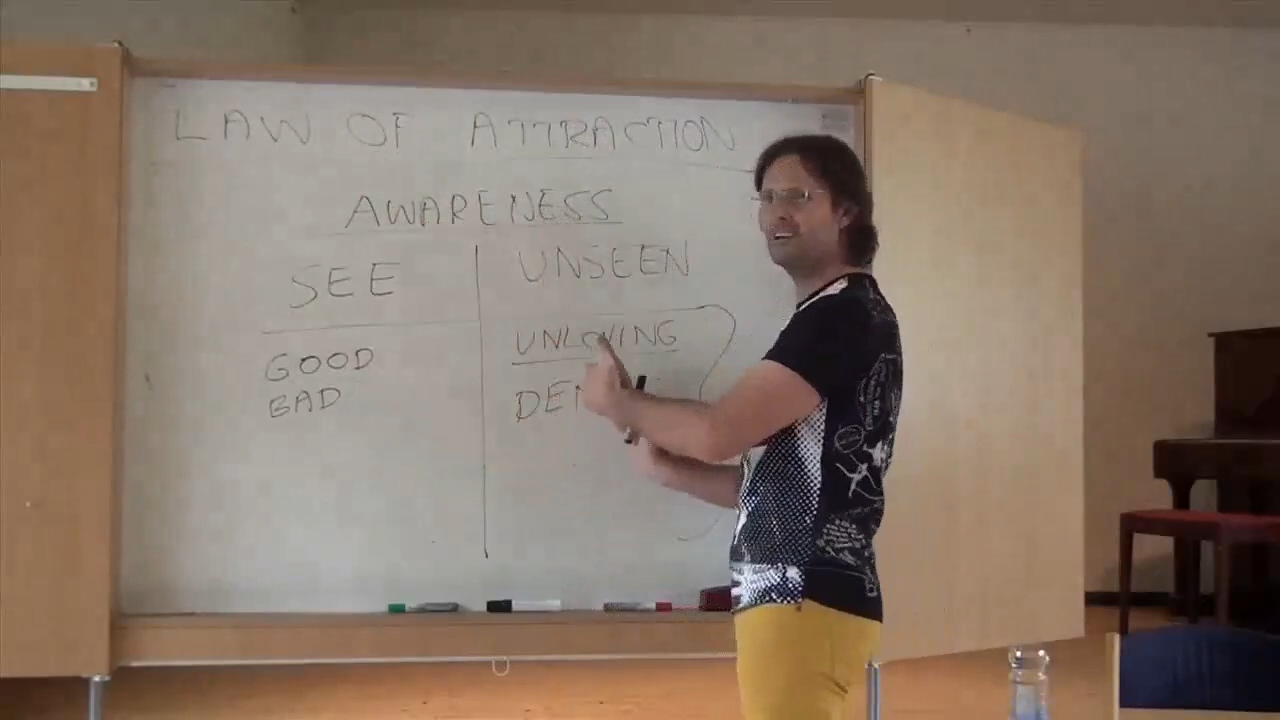 LAW OF ATTRACTION
AWARENESS
SEE UNSEEN
GOOD UNLOVING
BAD